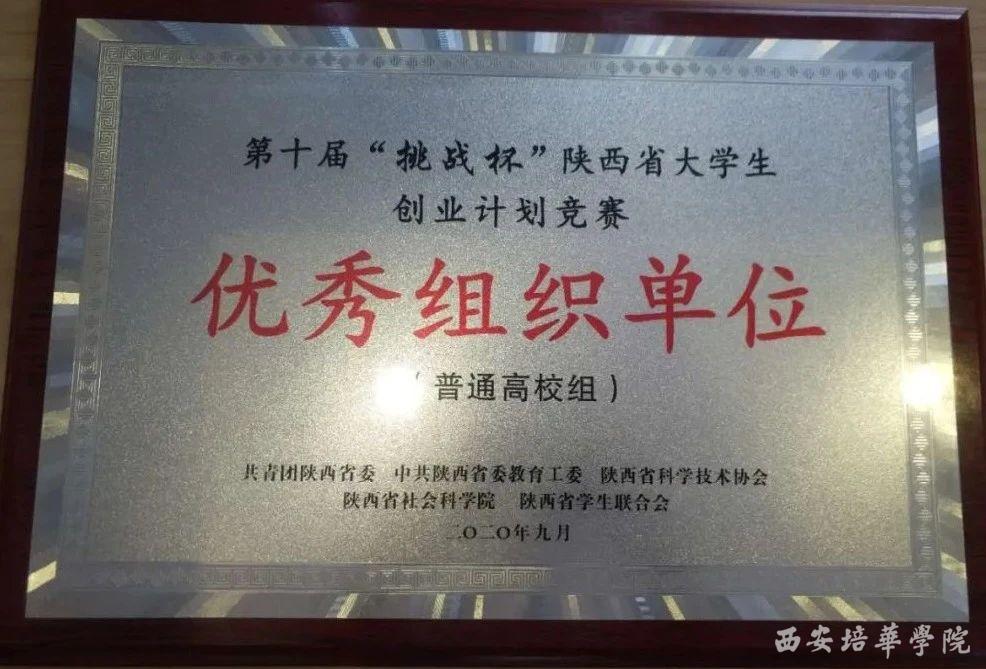 第十届“挑战杯”陕西省大学生
创业计划竞赛
优秀组织单位
（普通高校组）
共青团陕西省委 中共陕西省委教育工委 陕西省科学技术协会
陕西省社会科学院 陕西省学生联合会
二〇二〇年九月
西安培華學院